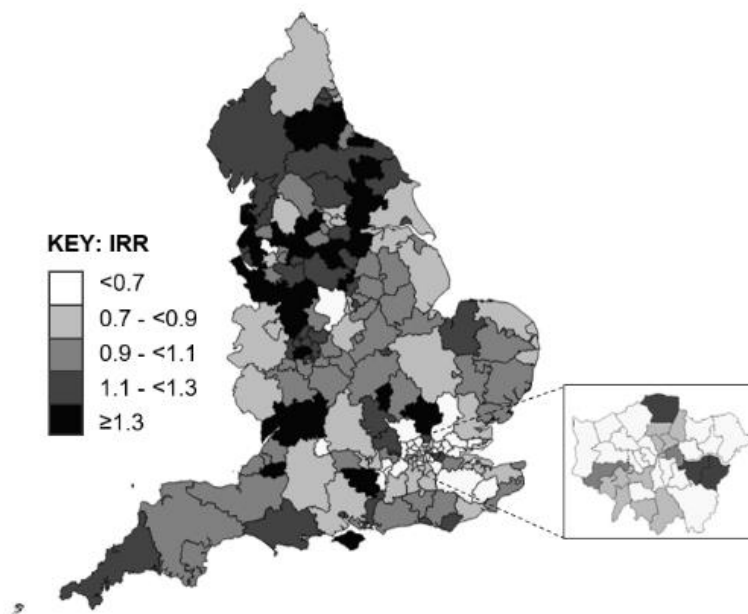 KEY: IRR
<0.7
0.7 - <0.9
0.9 - <1.1
1.1 - <1.3
≥1.3